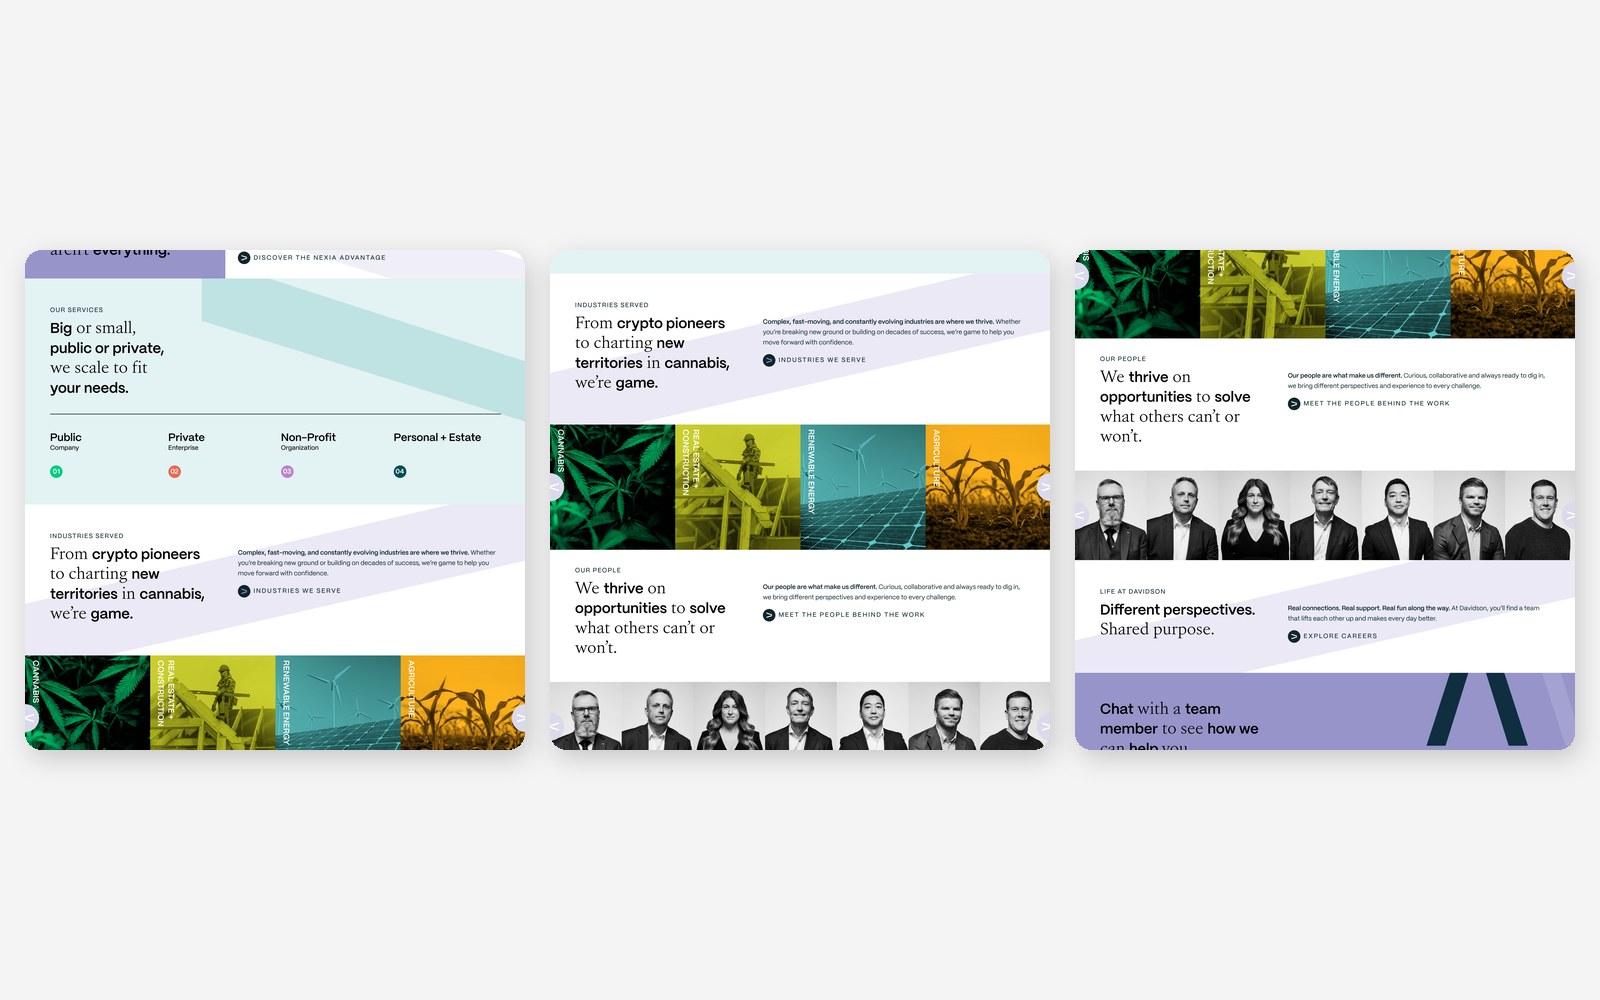 aren't everything.
DISCOVER THE NEXIA ADVANTAGE
OUR SERVICES
Big or small,
public or private,
we scale to fit
your needs.
Public
Company
01
Private
Enterprise
02
Non-Profit
Organization
03
Personal + Estate
04
INDUSTRIES SERVED
From crypto pioneers
to charting new
territories in cannabis,
we're game.
Complex, fast-moving, and constantly evolving industries are where we thrive. Whether
you're breaking new ground or building on decades of success, we're game to help you
move forward with confidence.
INDUSTRIES WE SERVE
CANNABIS
REAL ESTATE +
CONSTRUCTION
RENEWABLE ENERGY
AGRICULTURE
INDUSTRIES SERVED
From crypto pioneers
to charting new
territories in cannabis,
we're game.
Complex, fast-moving, and constantly evolving industries are where we thrive. Whether
you're breaking new ground or building on decades of success, we're game to help you
move forward with confidence.
INDUSTRIES WE SERVE
CANNABIS
REAL ESTATE +
CONSTRUCTION
RENEWABLE ENERGY
AGRICULTURE
OUR PEOPLE
We thrive on
opportunities to solve
what others can't or
won't.
Our people are what make us different. Curious, collaborative and always ready to dig in,
we bring different perspectives and experience to every challenge.
MEET THE PEOPLE BEHIND THE WORK
IS
TATE +
UCTION
BLE ENERGY
TURE
OUR PEOPLE
We thrive on
opportunities to solve
what others can't or
won't.
Our people are what make us different. Curious, collaborative and always ready to dig in,
we bring different perspectives and experience to every challenge.
MEET THE PEOPLE BEHIND THE WORK
LIFE AT DAVIDSON
Different perspectives.
Shared purpose.
Real connections. Real support. Real fun along the way. At Davidson, you'll find a team
that lifts each other up and makes every day better.
EXPLORE CAREERS
Chat with a team
member to see how we
can help you